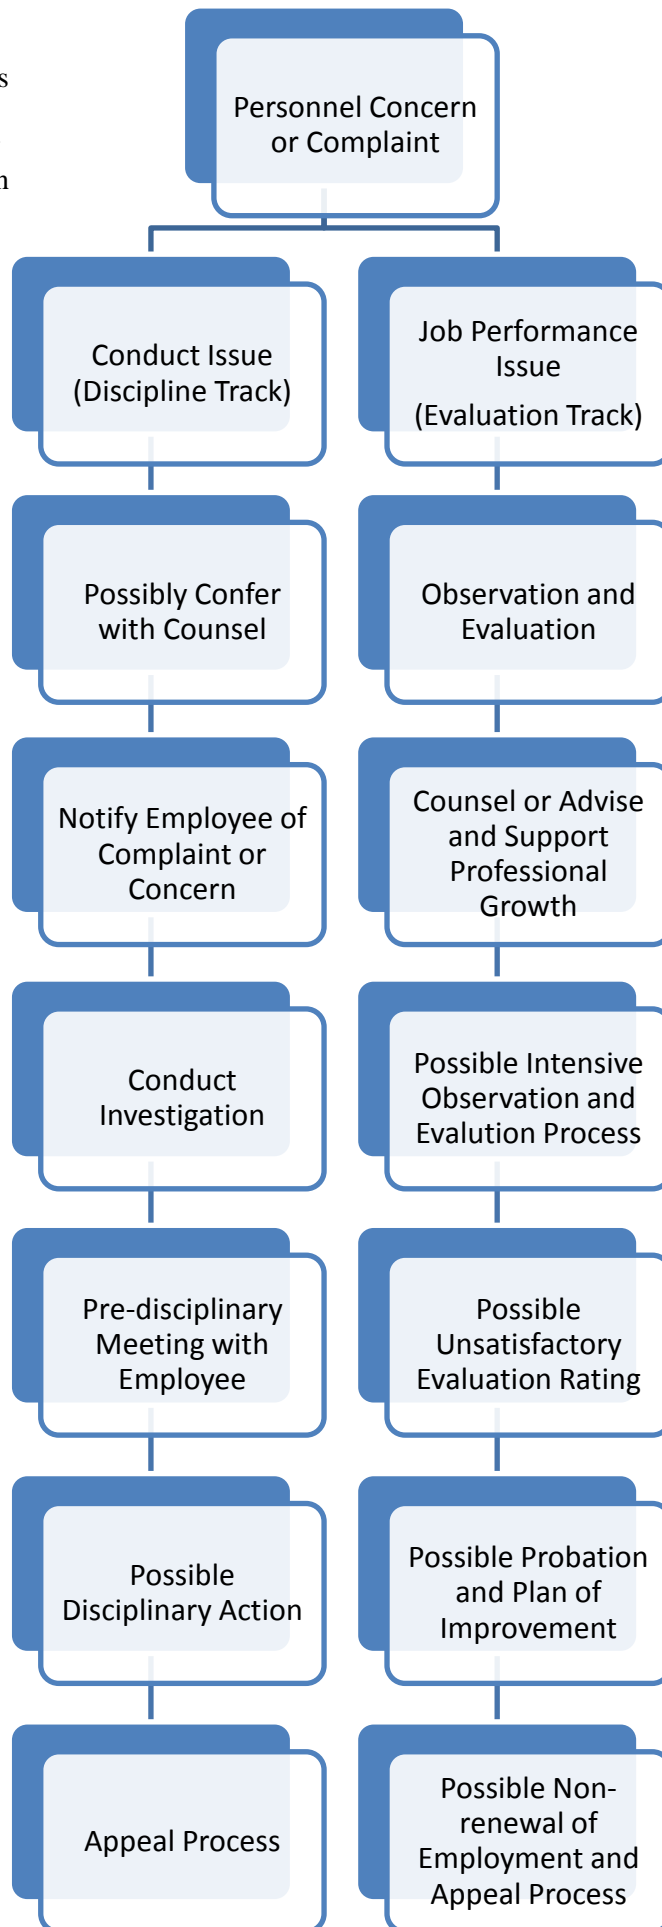 s
n
Personnel Concern
or Complaint
Conduct Issue
(Discipline Track)
Job Performance
Issue
(Evaluation Track)
Possibly Confer
with Counsel
Observation and
Evaluation
Notify Employee of
Complaint or
Concern
Counsel or Advise
and Support
Professional
Growth
Conduct
Investigation
Possible Intensive
Observation and
Evalution Process
Pre-disciplinary
Meeting with
Employee
Possible
Unsatisfactory
Evaluation Rating
Possible
Disciplinary Action
Possible Probation
and Plan of
Improvement
Appeal Process
Possible Non-
renewal of
Employment and
Appeal Process